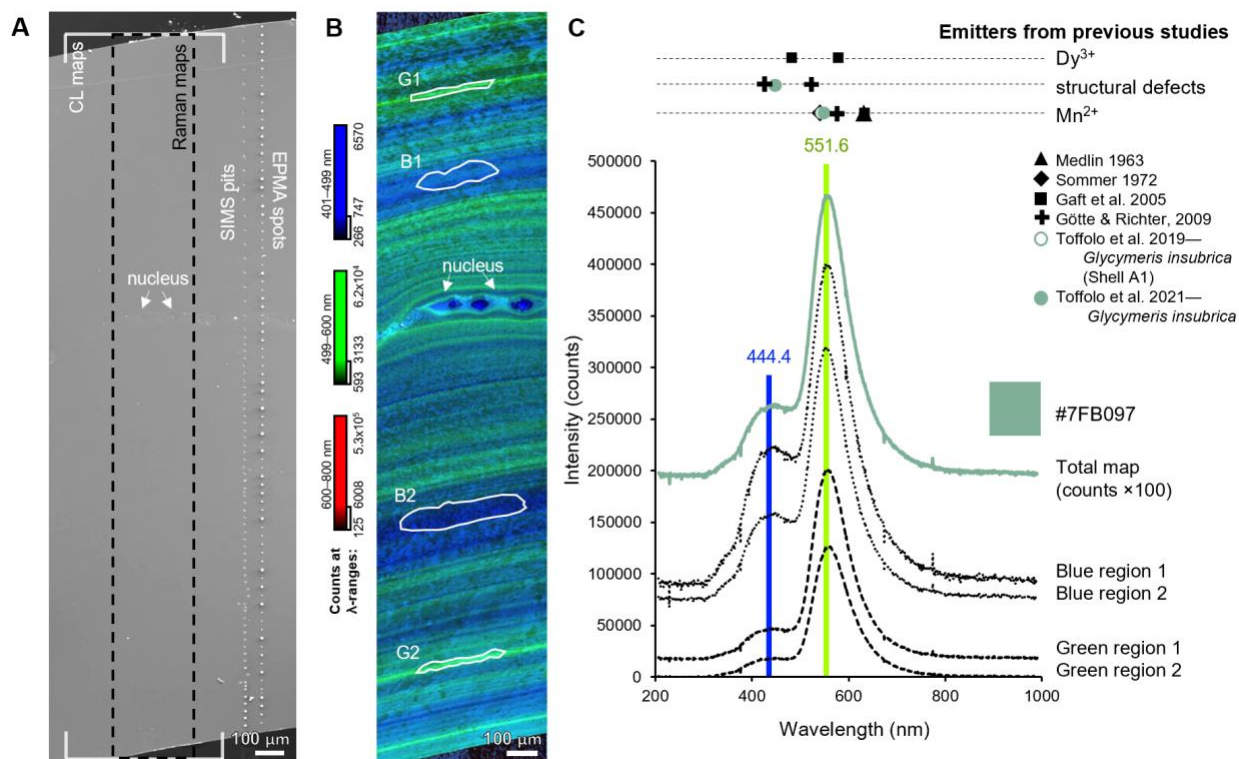 A
CL maps
Raman maps
SIMS pits
EPMA spots
nucleus
100 µm
B
401–499 nm
266 747 6570
499–600 nm
593 3133 6.2x10⁴
600–800 nm
125 6008 5.3x10⁵
Counts at
λ-ranges:
G1
B1
nucleus
B2
G2
100 µm
C
Emitters from previous studies
Dy³⁺
structural defects
Mn²⁺
551.6
444.4
Medlin 1963
Sommer 1972
Gaft et al. 2005
Götte & Richter, 2009
Toffolo et al. 2019—
Glycymeris insubrica
(Shell A1)
Toffolo et al. 2021—
Glycymeris insubrica
#7FB097
Total map
(counts ×100)
Blue region 1
Blue region 2
Green region 1
Green region 2
Intensity (counts)
500000
450000
400000
350000
300000
250000
200000
150000
100000
50000
0
200 400 600 800 1000
Wavelength (nm)